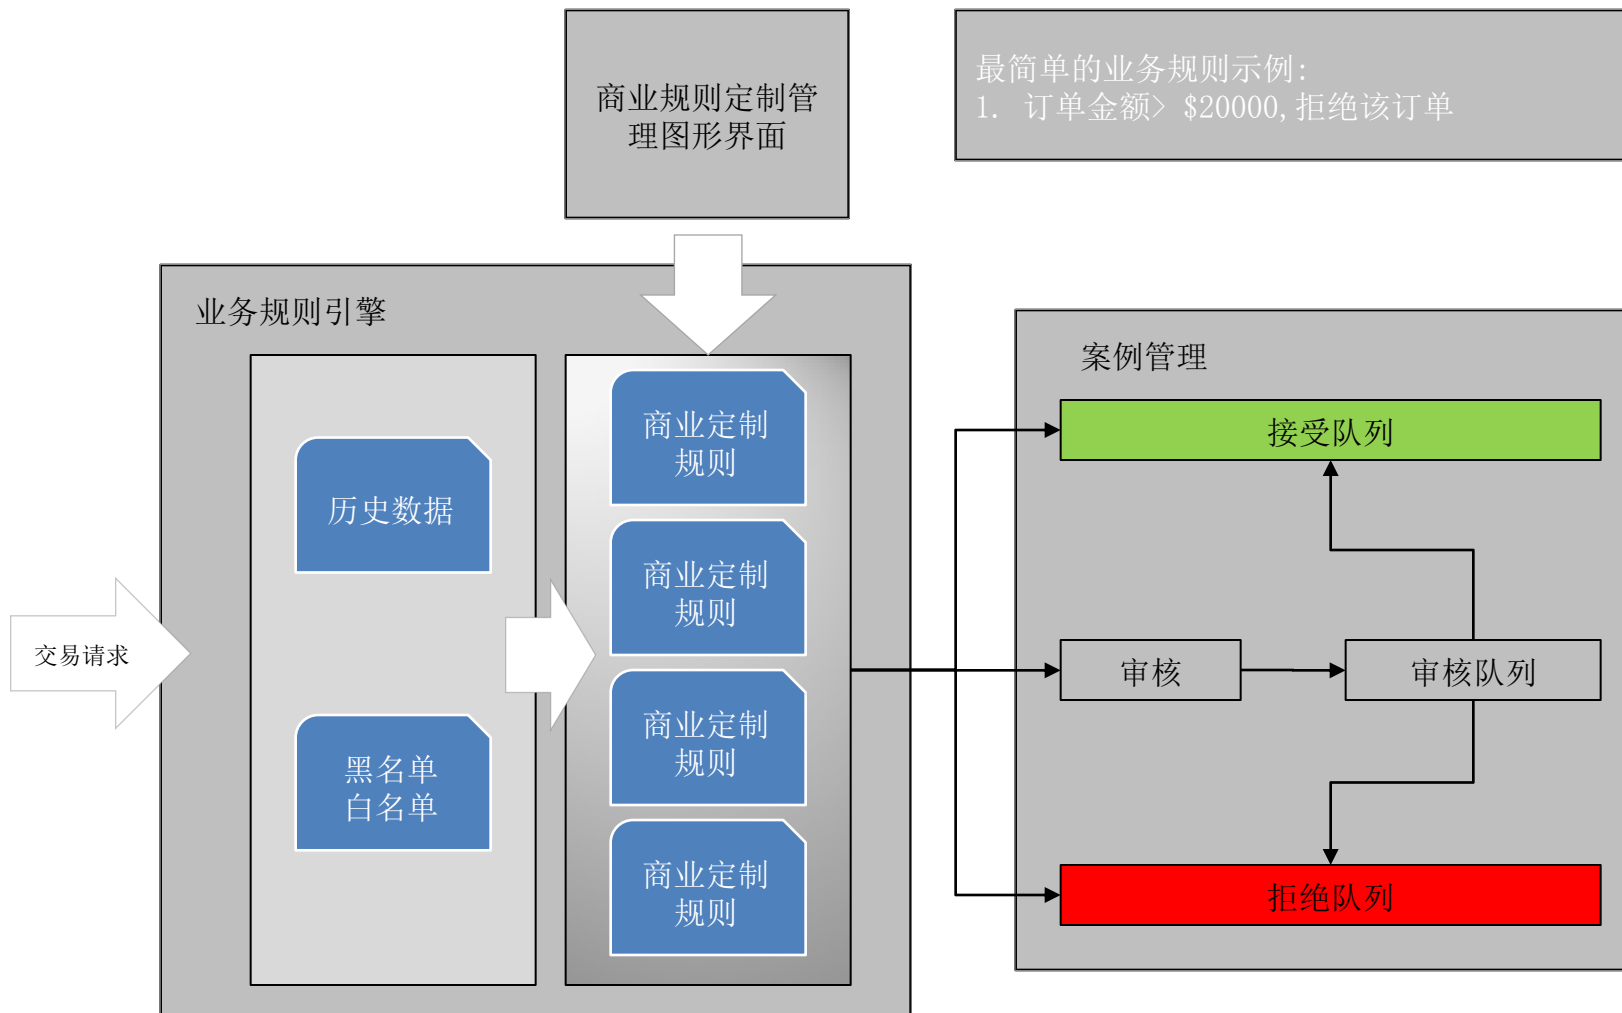 商业规则定制管
理图形界面
最简单的业务规则示例:
1. 订单金额> $20000,拒绝该订单
业务规则引擎
交易请求
历史数据
黑名单
白名单
商业定制
规则
商业定制
规则
商业定制
规则
商业定制
规则
案例管理
接受队列
审核
审核队列
拒绝队列